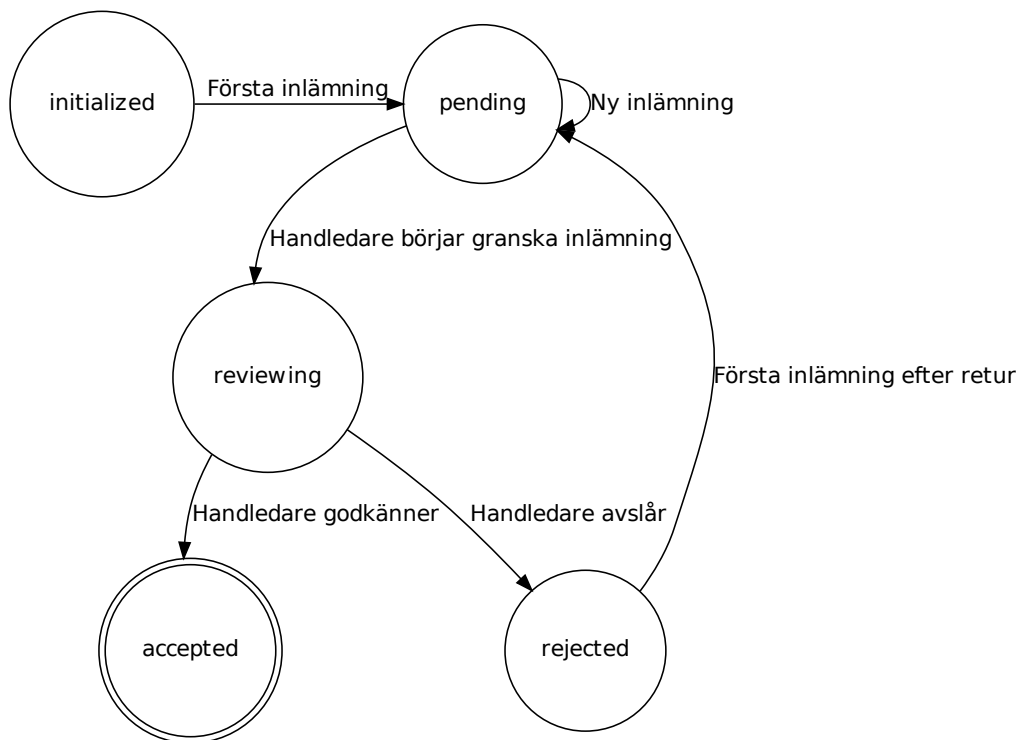 initialized
Första inlämning
pending
Ny inlämning
Handledare börjar granska inlämning
reviewing
Första inlämning efter retur
Handledare godkänner
Handledare avslår
accepted
rejected